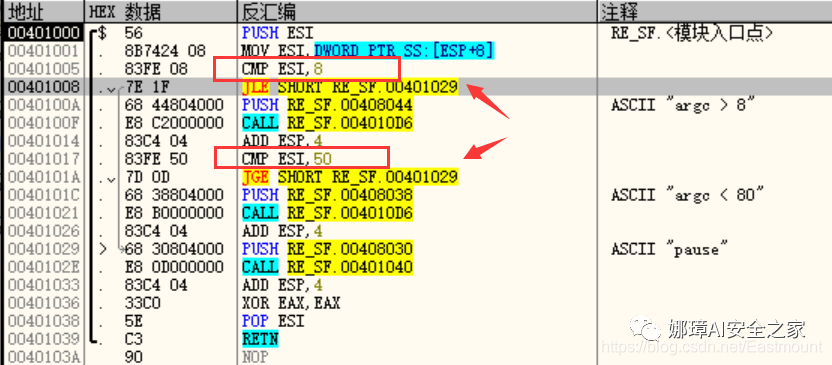 地址 HEX 数据 反汇编 注释
00401000 $ 56 PUSH ESI RE_SF.<模块入口点>
00401001 . 8B7424 08 MOV ESI,DWORD PTR SS:[ESP+8]
00401005 . 83FE 08 CMP ESI,8
00401008 . 7E 1F JLE SHORT RE_SF.00401029
0040100A . 68 44804000 PUSH RE_SF.00408044 ASCII "argc > 8"
0040100F . E8 C2000000 CALL RE_SF.004010D6
00401014 . 83C4 04 ADD ESP,4
00401017 . 83FE 50 CMP ESI,50
0040101A . 7D 0D JGE SHORT RE_SF.00401029
0040101C . 68 38804000 PUSH RE_SF.00408038 ASCII "argc < 80"
00401021 . E8 B0000000 CALL RE_SF.004010D6
00401026 . 83C4 04 ADD ESP,4
00401029 > 68 30804000 PUSH RE_SF.00408030 ASCII "pause"
0040102E . E8 0D000000 CALL RE_SF.00401040
00401033 . 83C4 04 ADD ESP,4
00401036 . 33C0 XOR EAX,EAX
00401038 . 5E POP ESI
00401039 . C3 RETN
0040103A 90 NOP
娜璋AI安全之家
https://blog.csdn.net/Eastmount